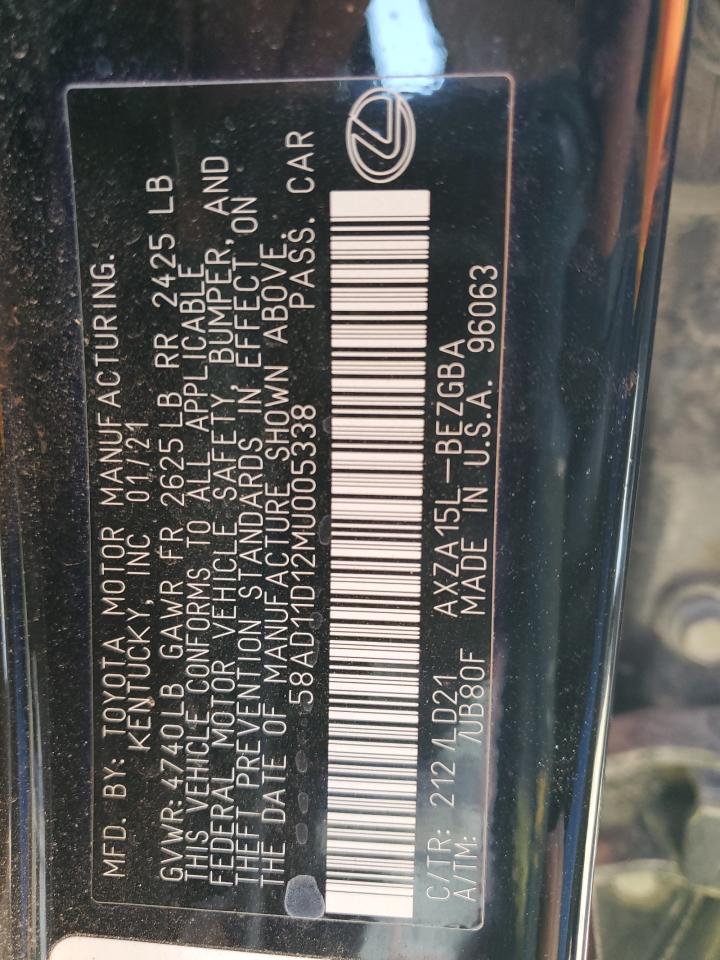 MFD. BY: TOYOTA MOTOR MANUFACTURING.
KENTUCKY, INC 01/21
GVWR: 4740LB GAWR FR 2625 LB RR 2425 LB
THIS VEHICLE CONFORMS TO ALL APPLICABLE
FEDERAL MOTOR VEHICLE SAFETY, BUMPER, AND
THEFT PREVENTION STANDARDS IN EFFECT ON
THE DATE OF MANUFACTURE SHOWN ABOVE.
58AD11D12MU005338 PASS. CAR
C/TR: 212 /LD21 AXZA15L-BEZGBA
A/TM: /UB80F MADE IN U.S.A. 96063